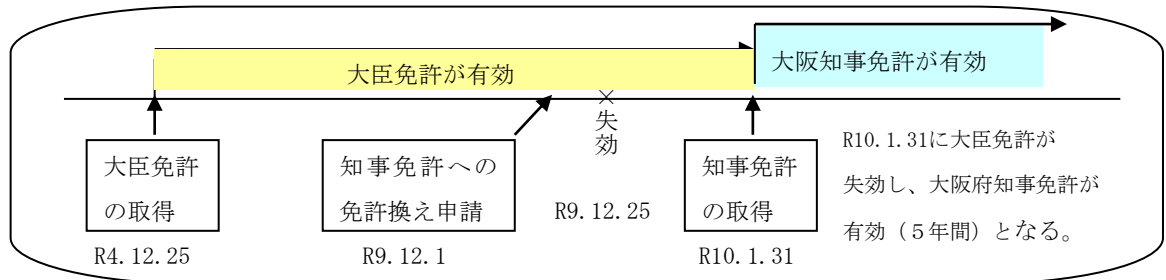 大臣免許が有効
大阪知事免許が有効
×
失効
大臣免許
の取得
R4.12.25
知事免許への
免許換え申請
R9.12.1
R9.12.25
知事免許
の取得
R10.1.31
R10.1.31に大臣免許が
失効し、大阪府知事免許が
有効（５年間）となる。